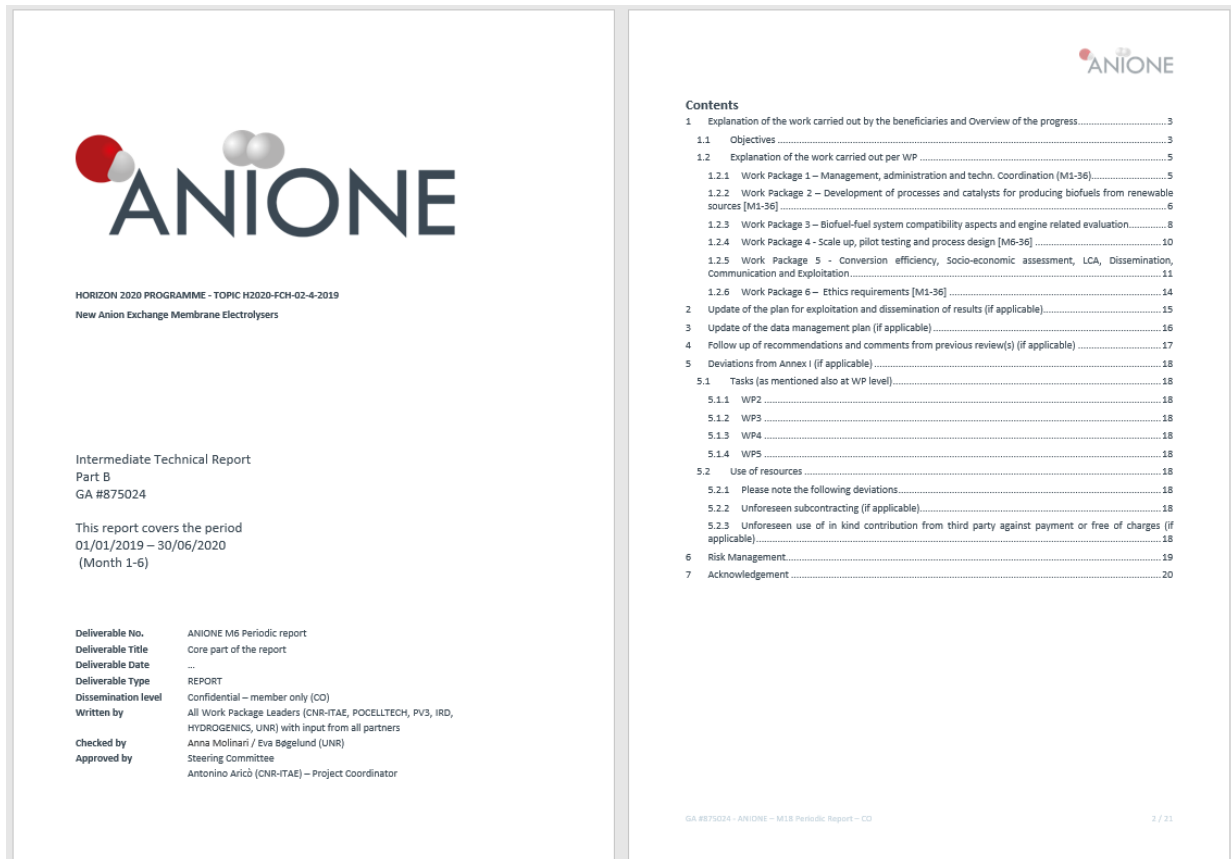 ANIONE
HORIZON 2020 PROGRAMME - TOPIC H2020-FCH-02-4-2019
New Anion Exchange Membrane Electrolysers
Intermediate Technical Report
Part B
GA #875024
This report covers the period
01/01/2019 – 30/06/2020
(Month 1-6)
Deliverable No. ANIONE M6 Periodic report
Deliverable Title Core part of the report
Deliverable Date ...
Deliverable Type REPORT
Dissemination level Confidential – member only (CO)
Written by All Work Package Leaders (CNR-ITAE, POCELLTECH, PV3, IRD,
HYDROGENICS, UNR) with input from all partners
Checked by Anna Molinari / Eva Bøgelund (UNR)
Approved by Steering Committee
Antonino Aricò (CNR-ITAE) – Project Coordinator
ANIONE
Contents
1 Explanation of the work carried out by the beneficiaries and Overview of the progress 3
1.1 Objectives 3
1.2 Explanation of the work carried out per WP 5
1.2.1 Work Package 1 – Management, administration and techn. Coordination (M1-36) 5
1.2.2 Work Package 2 – Development of processes and catalysts for producing biofuels from renewable
sources [M1-36] 6
1.2.3 Work Package 3 – Biofuel-fuel system compatibility aspects and engine related evaluation 8
1.2.4 Work Package 4 - Scale up, pilot testing and process design [M6-36] 10
1.2.5 Work Package 5 - Conversion efficiency, Socio-economic assessment, LCA, Dissemination,
Communication and Exploitation 11
1.2.6 Work Package 6 – Ethics requirements [M1-36] 14
2 Update of the plan for exploitation and dissemination of results (if applicable) 15
3 Update of the data management plan (if applicable) 16
4 Follow up of recommendations and comments from previous review(s) (if applicable) 17
5 Deviations from Annex I (if applicable) 18
5.1 Tasks (as mentioned also at WP level) 18
5.1.1 WP2 18
5.1.2 WP3 18
5.1.3 WP4 18
5.1.4 WP5 18
5.2 Use of resources 18
5.2.1 Please note the following deviations 18
5.2.2 Unforeseen subcontracting (if applicable) 18
5.2.3 Unforeseen use of in kind contribution from third party against payment or free of charges (if
applicable) 18
6 Risk Management 19
7 Acknowledgement 20
GA #875024 - ANIONE – M18 Periodic Report – CO 2 / 21